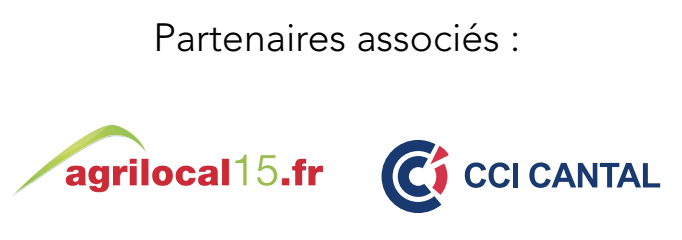 Partenaires associés :
agrilocal15.fr
CCI CANTAL